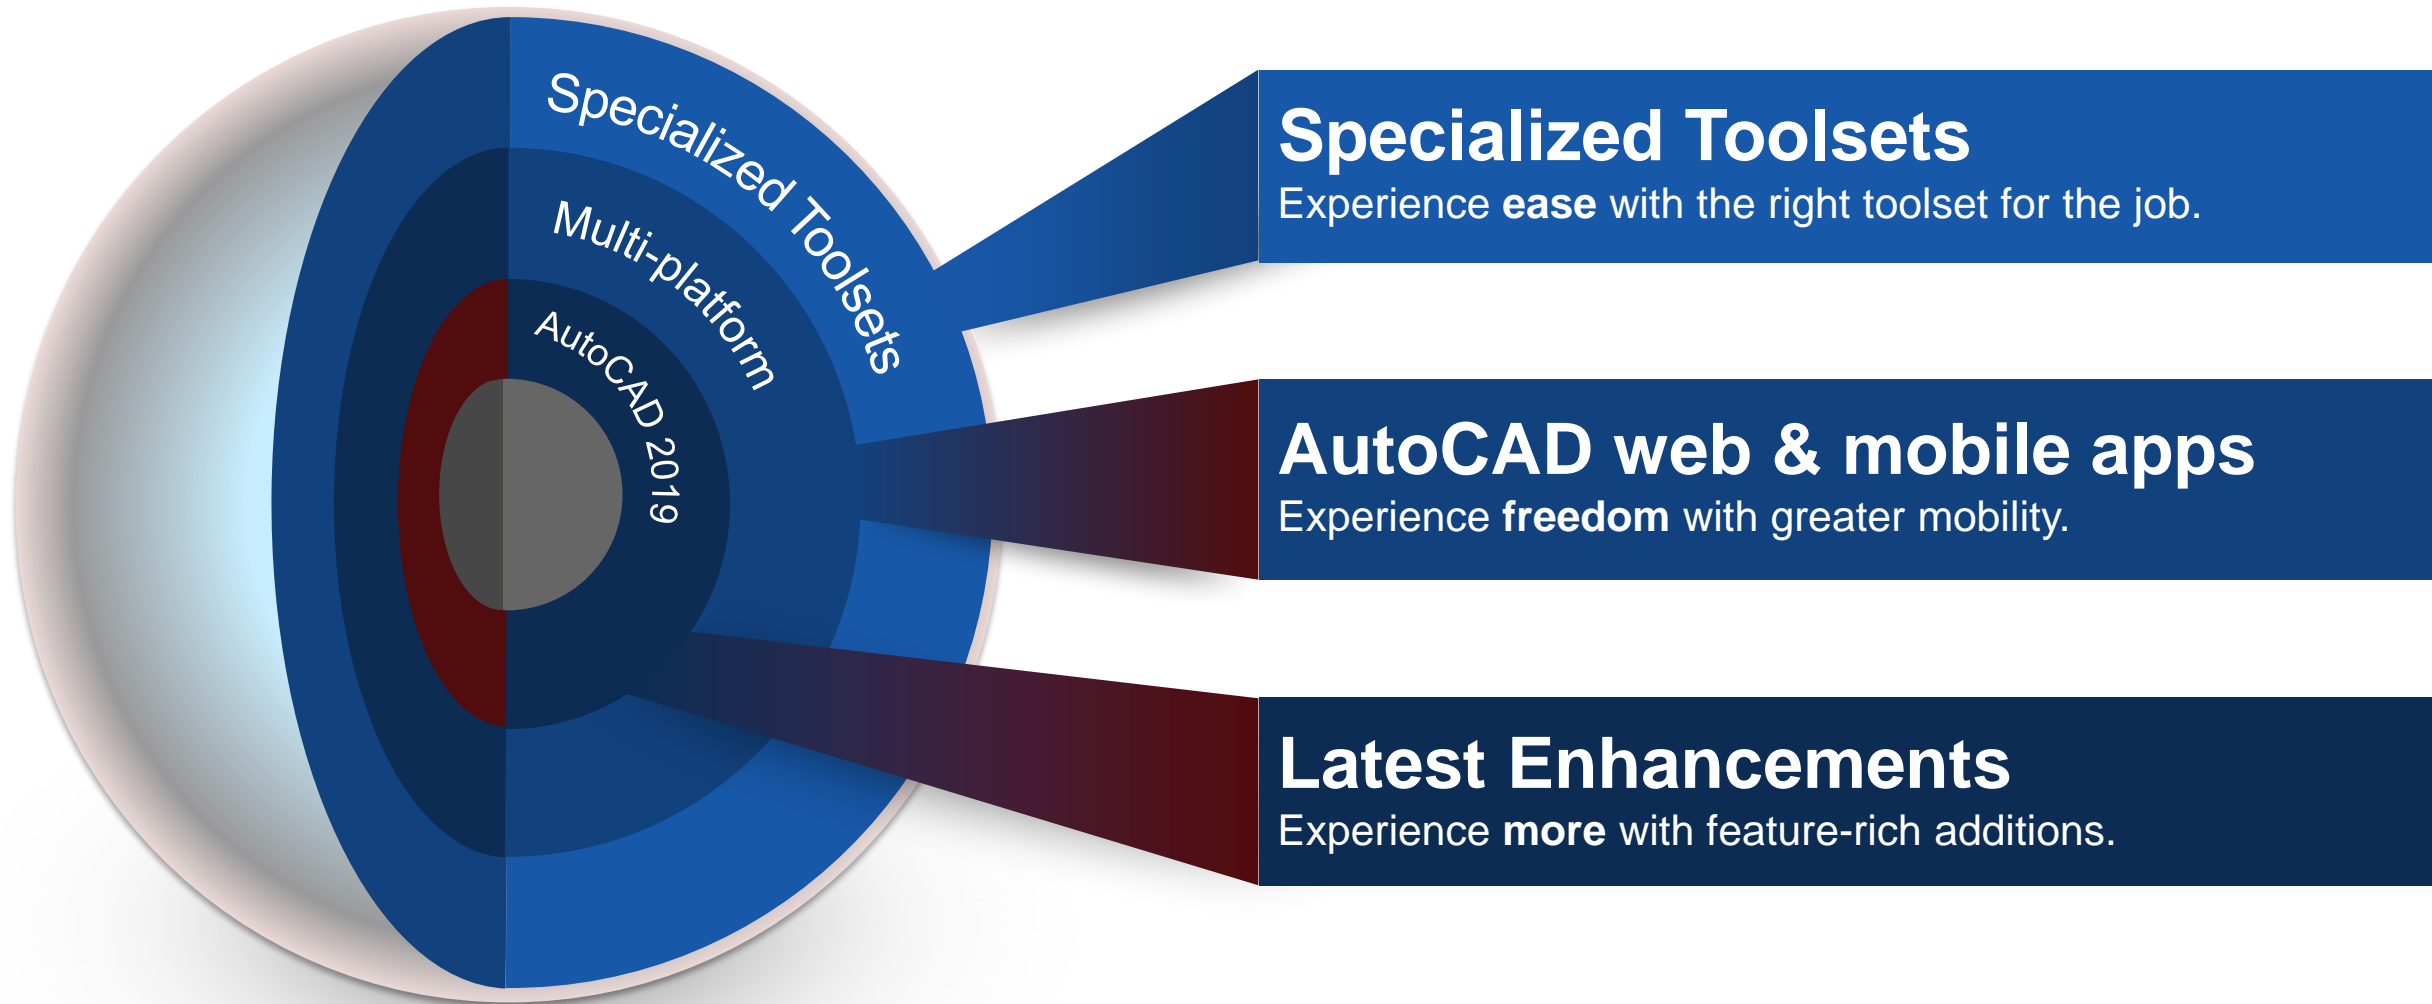 Specialized Toolsets
Multi-platform
AutoCAD 2019
Specialized Toolsets
Experience ease with the right toolset for the job.
AutoCAD web & mobile apps
Experience freedom with greater mobility.
Latest Enhancements
Experience more with feature-rich additions.